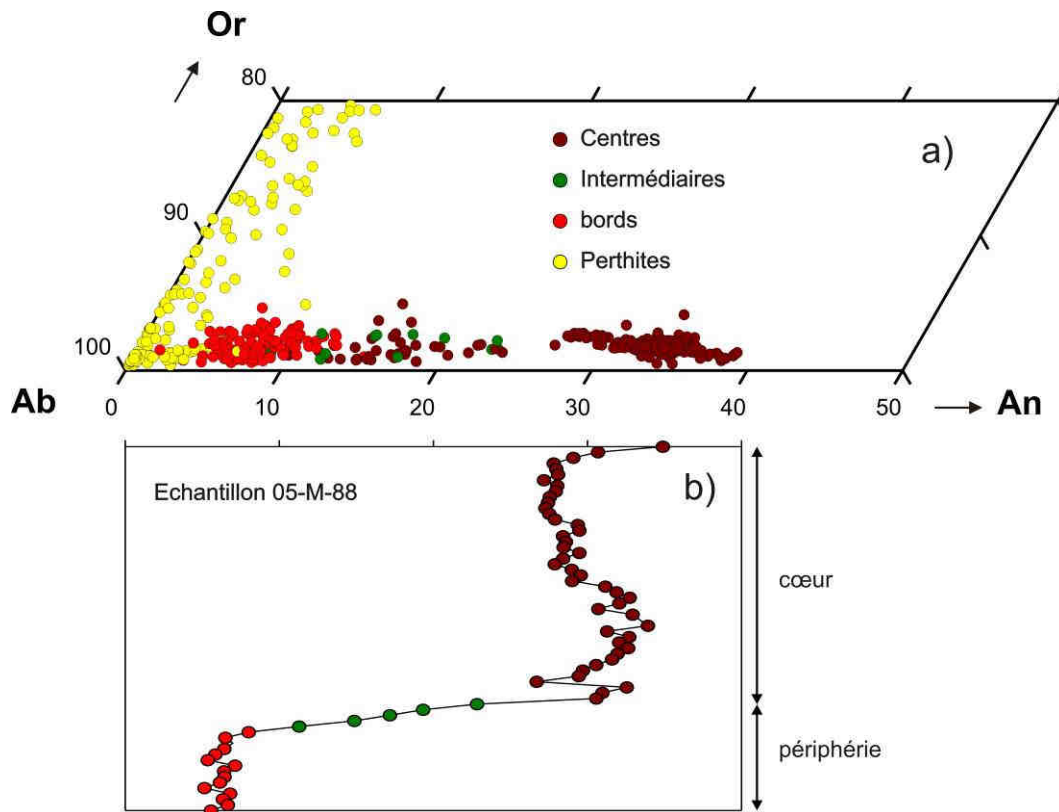 Or
80
Centres
a)
Intermédiaires
90
bords
Perthites
100
Ab
0
10
20
30
40
50
An
Echantillon 05-M-88
b)
cœur
périphérie